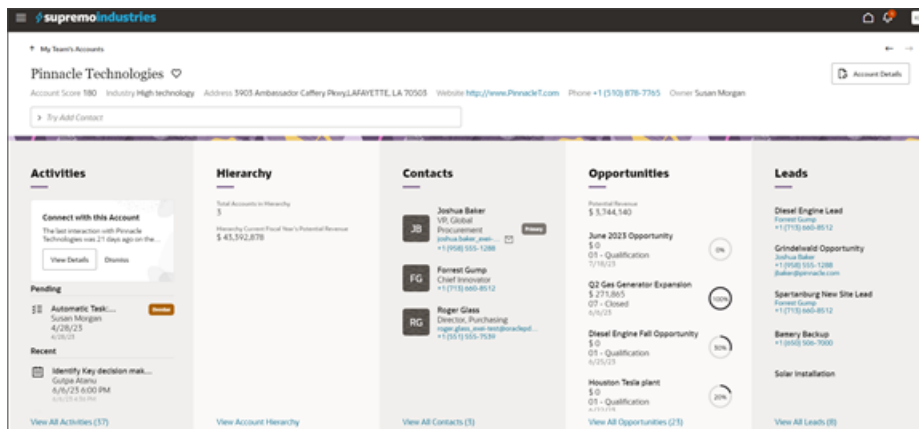 supremoindustries
My Team's Accounts
Pinnacle Technologies
Account Details
Account Score 180 Industry High technology Address 3903 Ambassador Caffery Pkwy,LAFAYETTE, LA 70503 Website http://www.PinnacleT.com Phone +1 (510) 878-7765 Owner Susan Morgan
> Try Add Contact
Activities
Connect with this Account
The last interaction with Pinnacle
Technologies was 21 days ago on the...
View Details Dismiss
Pending
Automatic Task:...
Susan Morgan
4/28/23
4/28/23
Recent
Identify Key decision mak...
Gutpa Atanu
6/6/23 6:00 PM
View All Activities (37)
Hierarchy
Total Accounts in Hierarchy
3
Hierarchy Current Fiscal Year's Potential Revenue
$ 43,392,878
View Account Hierarchy
Contacts
JB
Joshua Baker
VP, Global
Procurement
Primary
+1 (958) 555-1288
FG
Forrest Gump
Chief Innovator
+1 (713) 660-8512
RG
Roger Glass
Director, Purchasing
+1 (551) 555-7539
View All Contacts (3)
Opportunities
Potential Revenue
$ 3,744,140
June 2023 Opportunity
$ 0
01 - Qualification
7/18/23
0%
Q2 Gas Generator Expansion
$ 271,865
07 - Closed
6/6/23
100%
Diesel Engine Fall Opportunity
$ 0
01 - Qualification
6/25/23
30%
Houston Tesla plant
$ 0
01 - Qualification
20%
View All Opportunities (23)
Leads
Diesel Engine Lead
Forrest Gump
+1 (713) 660-8512
Grindelwald Opportunity
Joshua Baker
+1 (958) 555-1288
jbaker@pinnacle.com
Spartanburg New Site Lead
Forrest Gump
+1 (713) 660-8512
Battery Backup
+1 (650) 506-7000
Solar Installation
View All Leads (8)